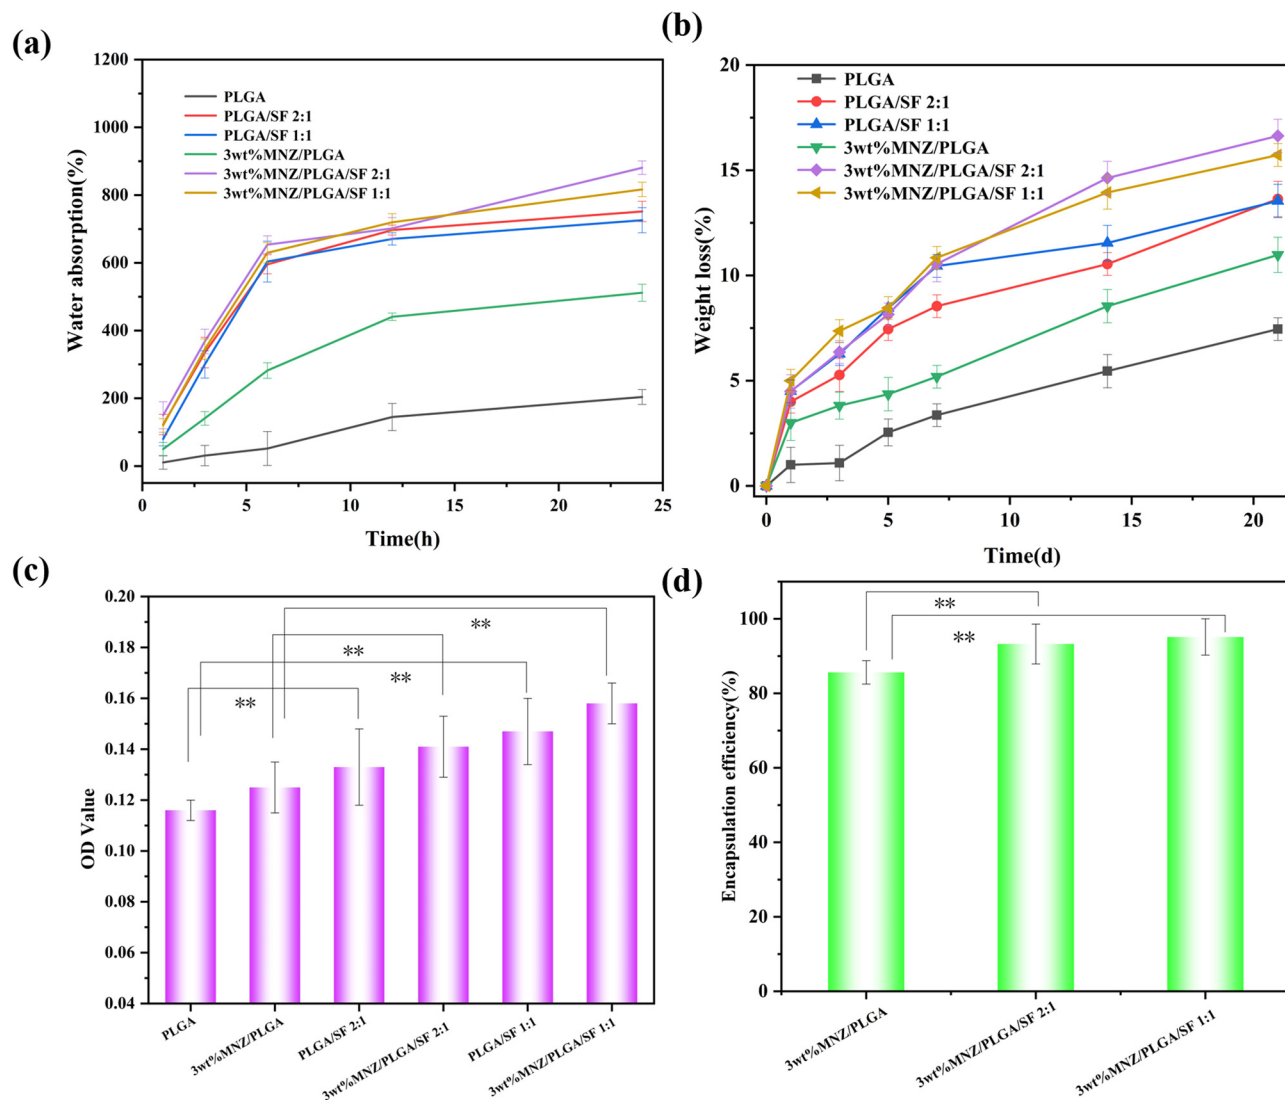 (a)
1200
1000
800
600
400
200
0
Water absorption(%)
PLGA
PLGA/SF 2:1
PLGA/SF 1:1
3wt%MNZ/PLGA
3wt%MNZ/PLGA/SF 2:1
3wt%MNZ/PLGA/SF 1:1
0 5 10 15 20 25
Time(h)
(b)
20
15
10
5
0
Weight loss(%)
PLGA
PLGA/SF 2:1
PLGA/SF 1:1
3wt%MNZ/PLGA
3wt%MNZ/PLGA/SF 2:1
3wt%MNZ/PLGA/SF 1:1
0 5 10 15 20
Time(d)
(c)
0.20
0.18
0.16
0.14
0.12
0.10
0.08
0.06
0.04
OD Value
**
**
**
**
PLGA
3wt%MNZ/PLGA
PLGA/SF 2:1
3wt%MNZ/PLGA/SF 2:1
PLGA/SF 1:1
3wt%MNZ/PLGA/SF 1:1
(d)
100
80
60
40
20
0
Encapsulation efficiency(%)
**
**
3wt%MNZ/PLGA
3wt%MNZ/PLGA/SF 2:1
3wt%MNZ/PLGA/SF 1:1